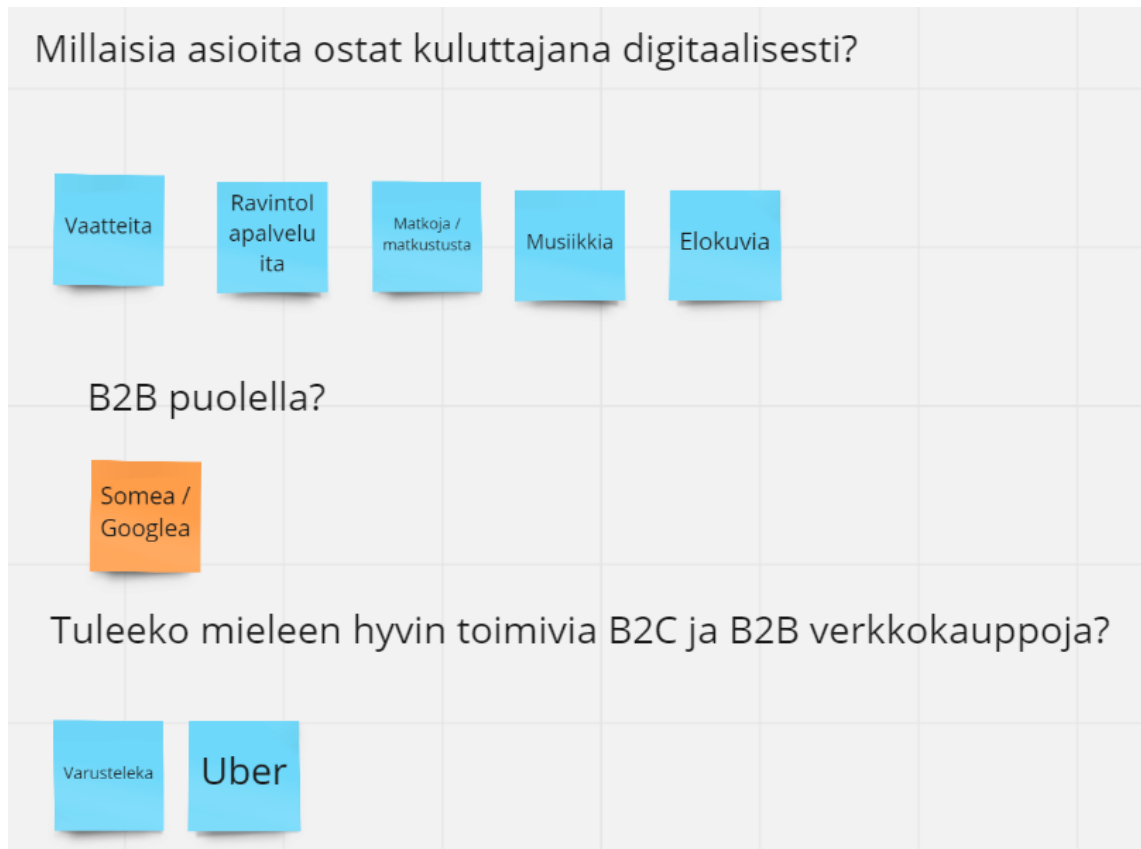 Millaisia asioita ostat kuluttajana digitaalisesti?
Vaatteita
Ravintol
apalvelu
ita
Matkoja /
matkustusta
Musiikkia
Elokuvia
B2B puolella?
Somea /
Googlea
Tuleeko mieleen hyvin toimivia B2C ja B2B verkkokauppoja?
Varusteleka
Uber